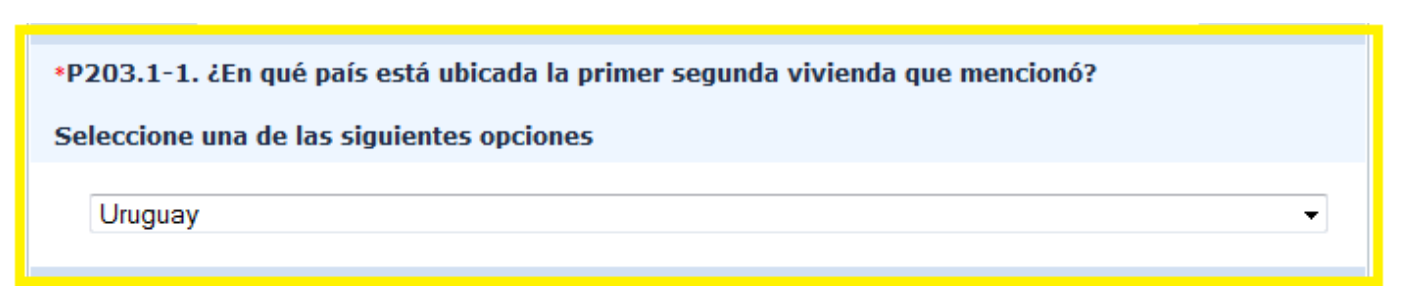 *P203.1-1. ¿En qué país está ubicada la primer segunda vivienda que mencionó?
Seleccione una de las siguientes opciones
Uruguay